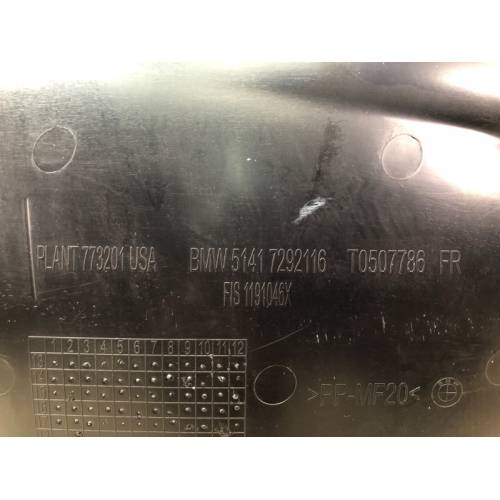 PLANT 773201 USA BMW 5141 7292116 T0507786 FR
FIS 1191046X
1 2 3 4 5 6 7 8 9 10 11 12
>PP-MF20<